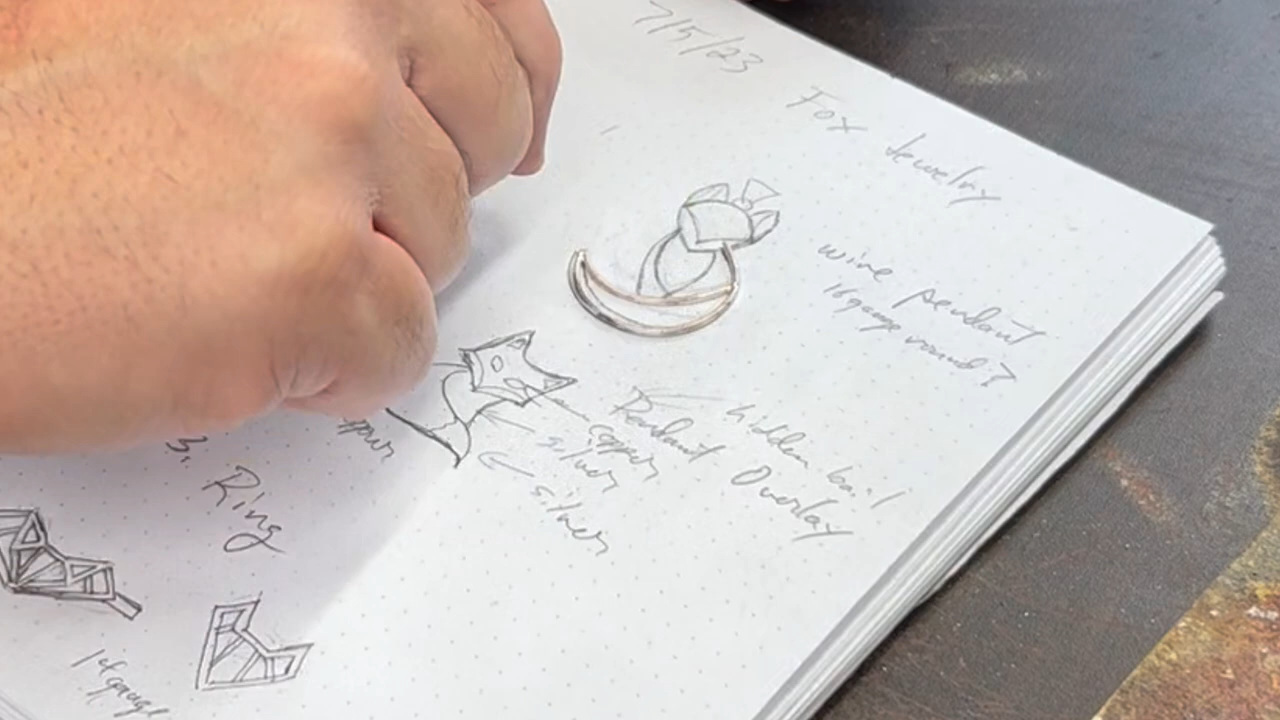 7/5/23
Fox Jewelry
wire pendant
16 gauge round?
hidden bail
Pendant Overlay
copper
silver
silver
3. Ring
14 gauge